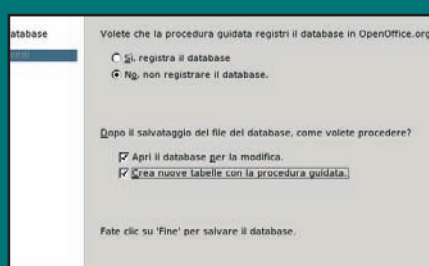 atabase
Volete che la procedura guidata registri il database in OpenOffice.org
Sì, registra il database
No, non registrare il database.
Dopo il salvataggio del file del database, come volete procedere?
Apri il database per la modifica.
Crea nuove tabelle con la procedura guidata.
Fate clic su 'Fine' per salvare il database.